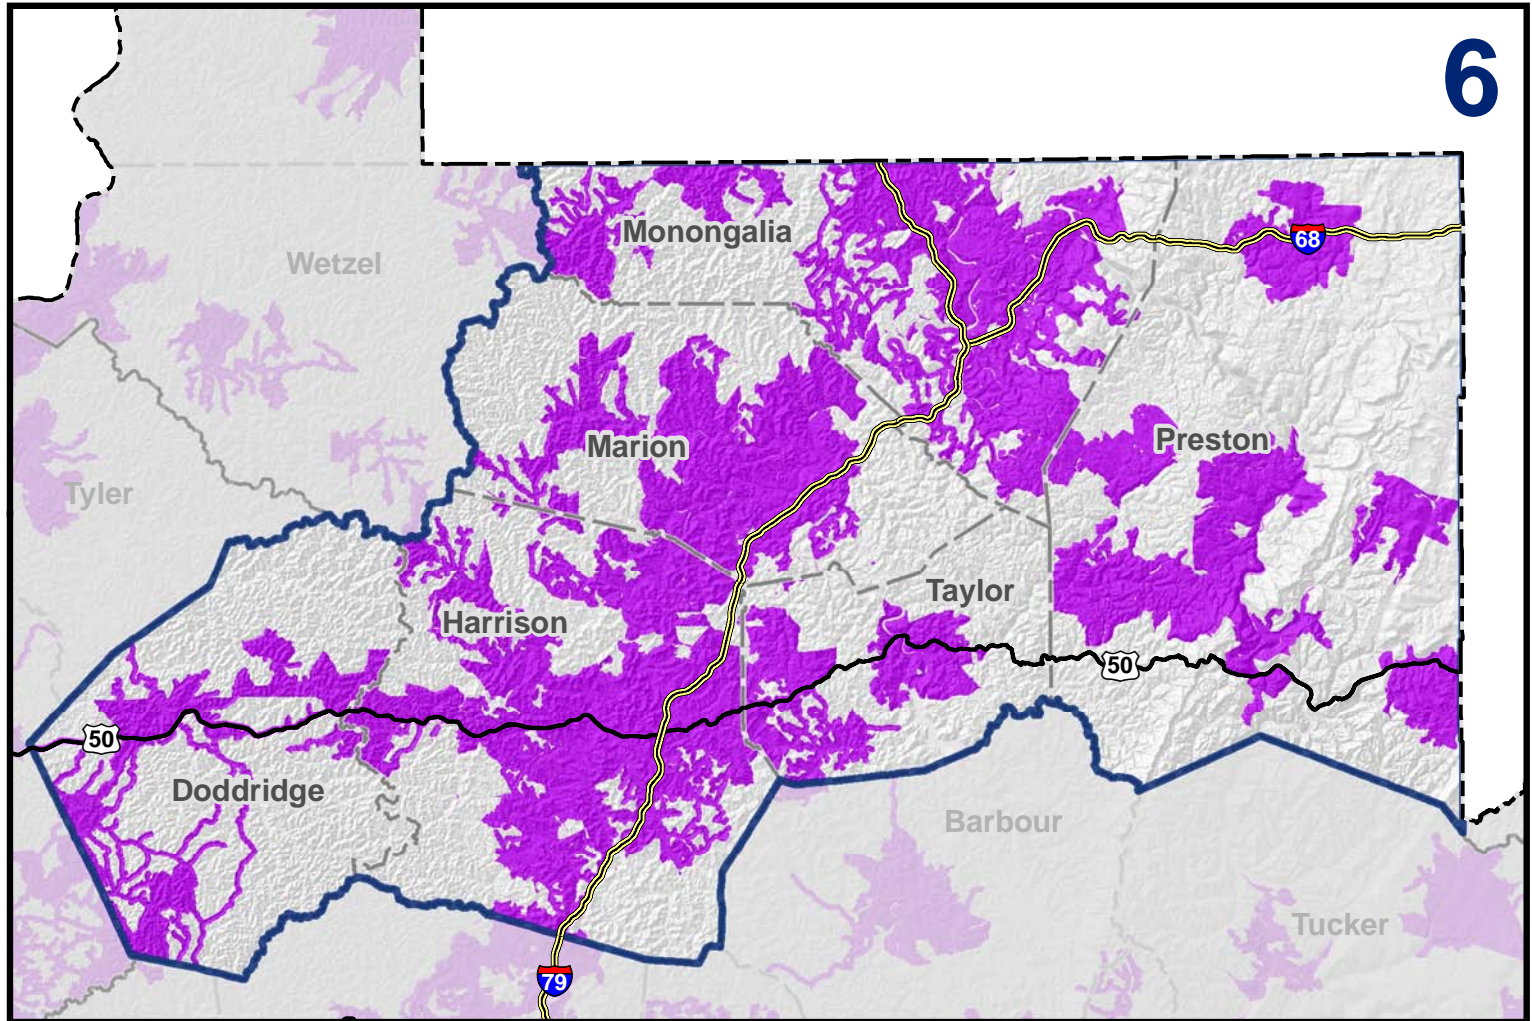 6
Monongalia
Wetzel
68
Marion
Preston
Tyler
Taylor
Harrison
50
50
Doddridge
Barbour
Tucker
79